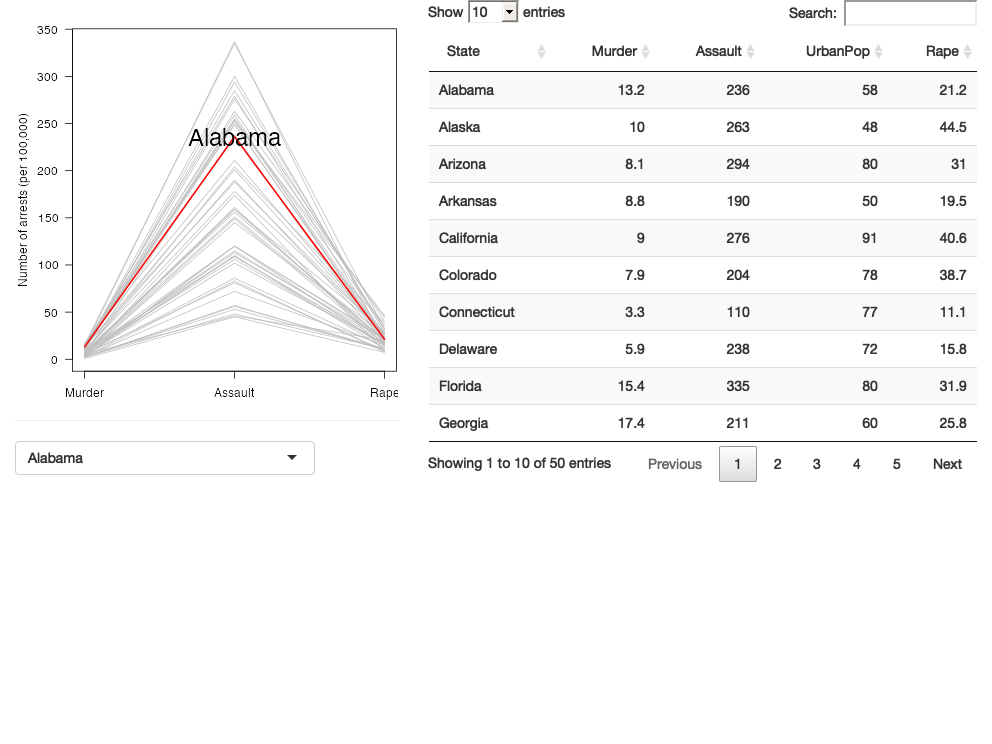 350
300
250
200
150
100
50
0
Number of arrests (per 100,000)
Alabama
Murder Assault Rape
Alabama
Show 10 entries Search:
State Murder Assault UrbanPop Rape
Alabama 13.2 236 58 21.2
Alaska 10 263 48 44.5
Arizona 8.1 294 80 31
Arkansas 8.8 190 50 19.5
California 9 276 91 40.6
Colorado 7.9 204 78 38.7
Connecticut 3.3 110 77 11.1
Delaware 5.9 238 72 15.8
Florida 15.4 335 80 31.9
Georgia 17.4 211 60 25.8
Showing 1 to 10 of 50 entries Previous 1 2 3 4 5 Next